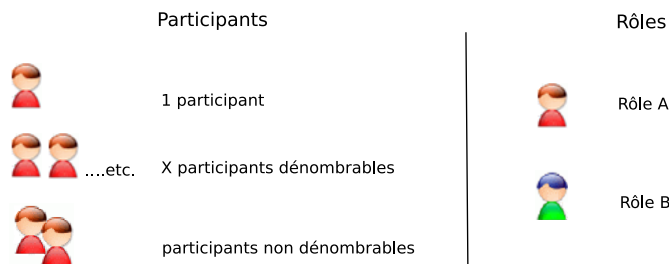 Participants
Rôles
1 participant
Rôle A
....etc.
X participants dénombrables
Rôle B
participants non dénombrables